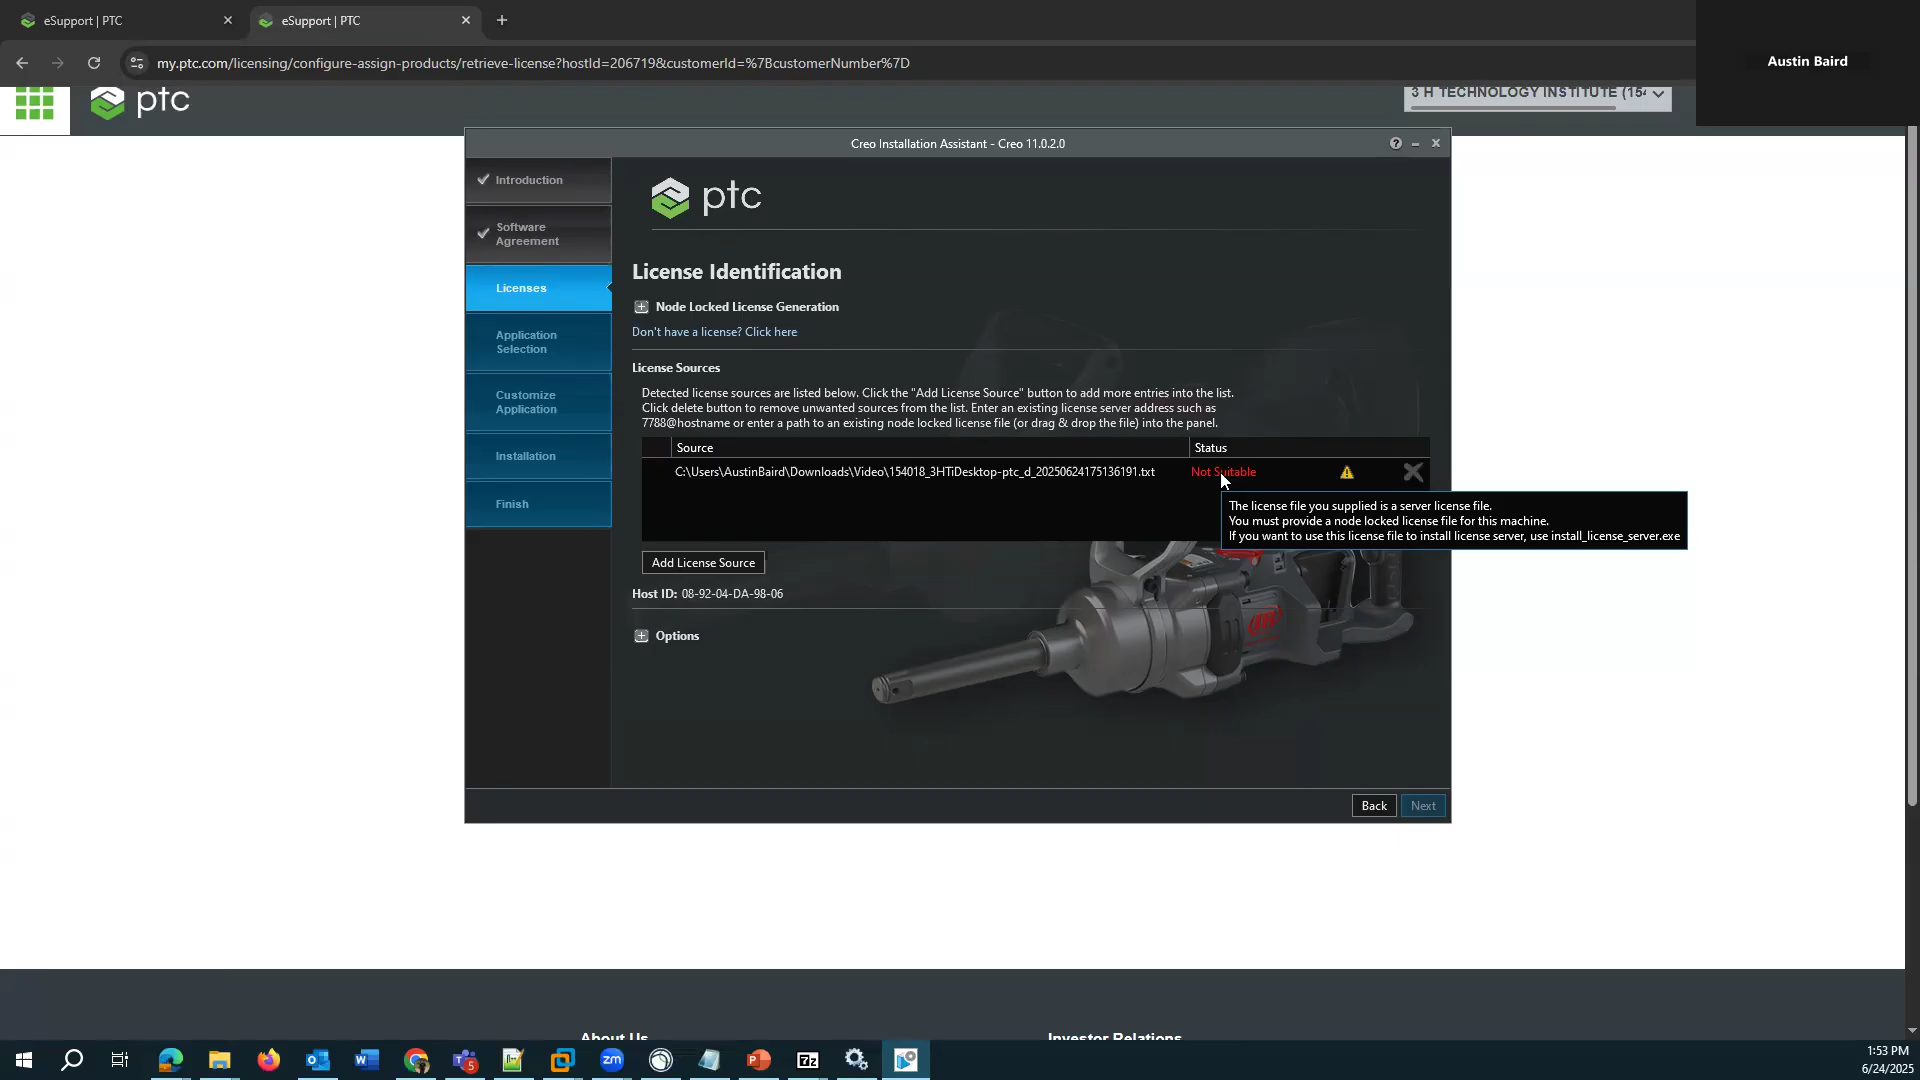 eSupport | PTC
eSupport | PTC
my.ptc.com/licensing/configure-assign-products/retrieve-license?hostId=206719&customerId=%7BcustomerNumber%7D
Austin Baird
ptc
3 H TECHNOLOGY INSTITUTE (154
Creo Installation Assistant - Creo 11.0.2.0
Introduction
Software
Agreement
Licenses
Application
Selection
Customize
Application
Installation
Finish
ptc
License Identification
Node Locked License Generation
Don't have a license? Click here
License Sources
Detected license sources are listed below. Click the "Add License Source" button to add more entries into the list.
Click delete button to remove unwanted sources from the list. Enter an existing license server address such as
7788@hostname or enter a path to an existing node locked license file (or drag & drop the file) into the panel.
Source Status
C:\Users\AustinBaird\Downloads\Video\154018_3HTiDesktop-ptc_d_20250624175136191.txt Not Suitable
The license file you supplied is a server license file.
You must provide a node locked license file for this machine.
If you want to use this license file to install license server, use install_license_server.exe
Add License Source
Host ID: 08-92-04-DA-98-06
Options
Back Next
About Us Investor Relations
1:53 PM
6/24/2025